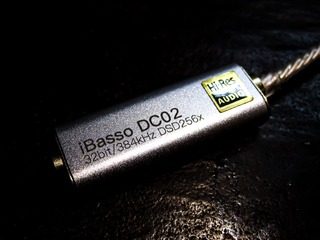 Hi-Res
AUDIO
iBasso DC02
32bit/384kHz DSD256x